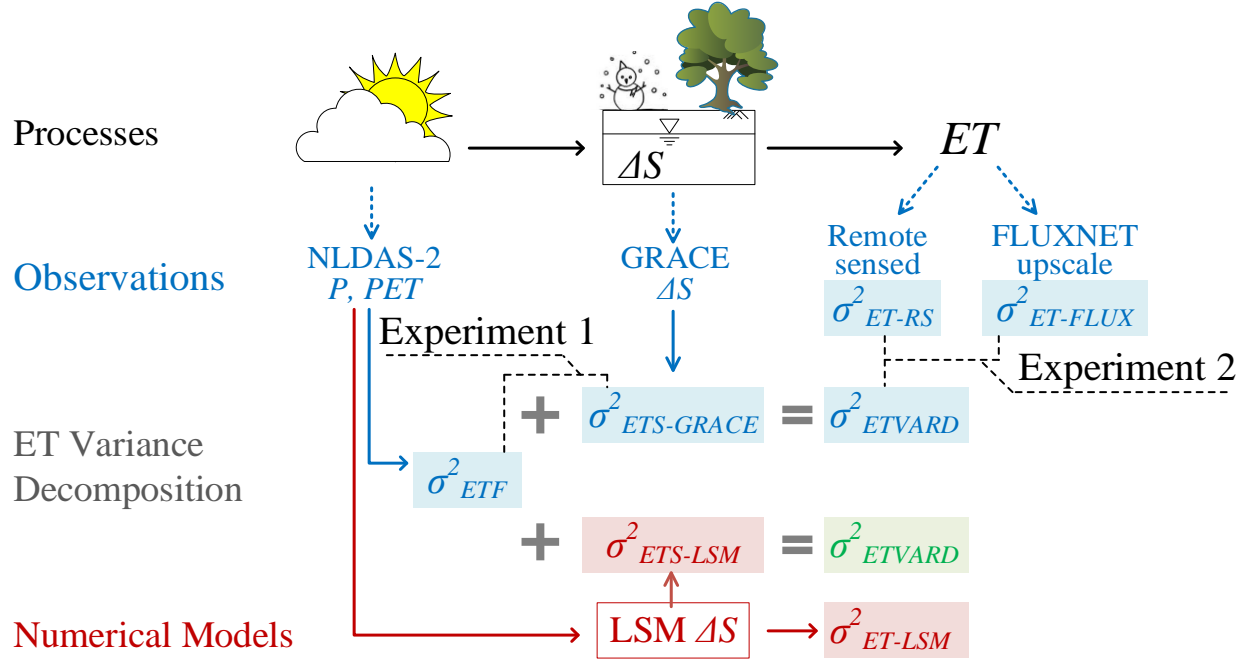 Processes
ΔS
ET
Observations
NLDAS-2
P, PET
GRACE
ΔS
Remote
sensed
σ²ET-RS
FLUXNET
upscale
σ²ET-FLUX
Experiment 1
Experiment 2
ET Variance
Decomposition
+
σ²ETS-GRACE
=
σ²ETVARD
σ²ETF
+
σ²ETS-LSM
=
σ²ETVARD
Numerical Models
LSM ΔS
σ²ET-LSM